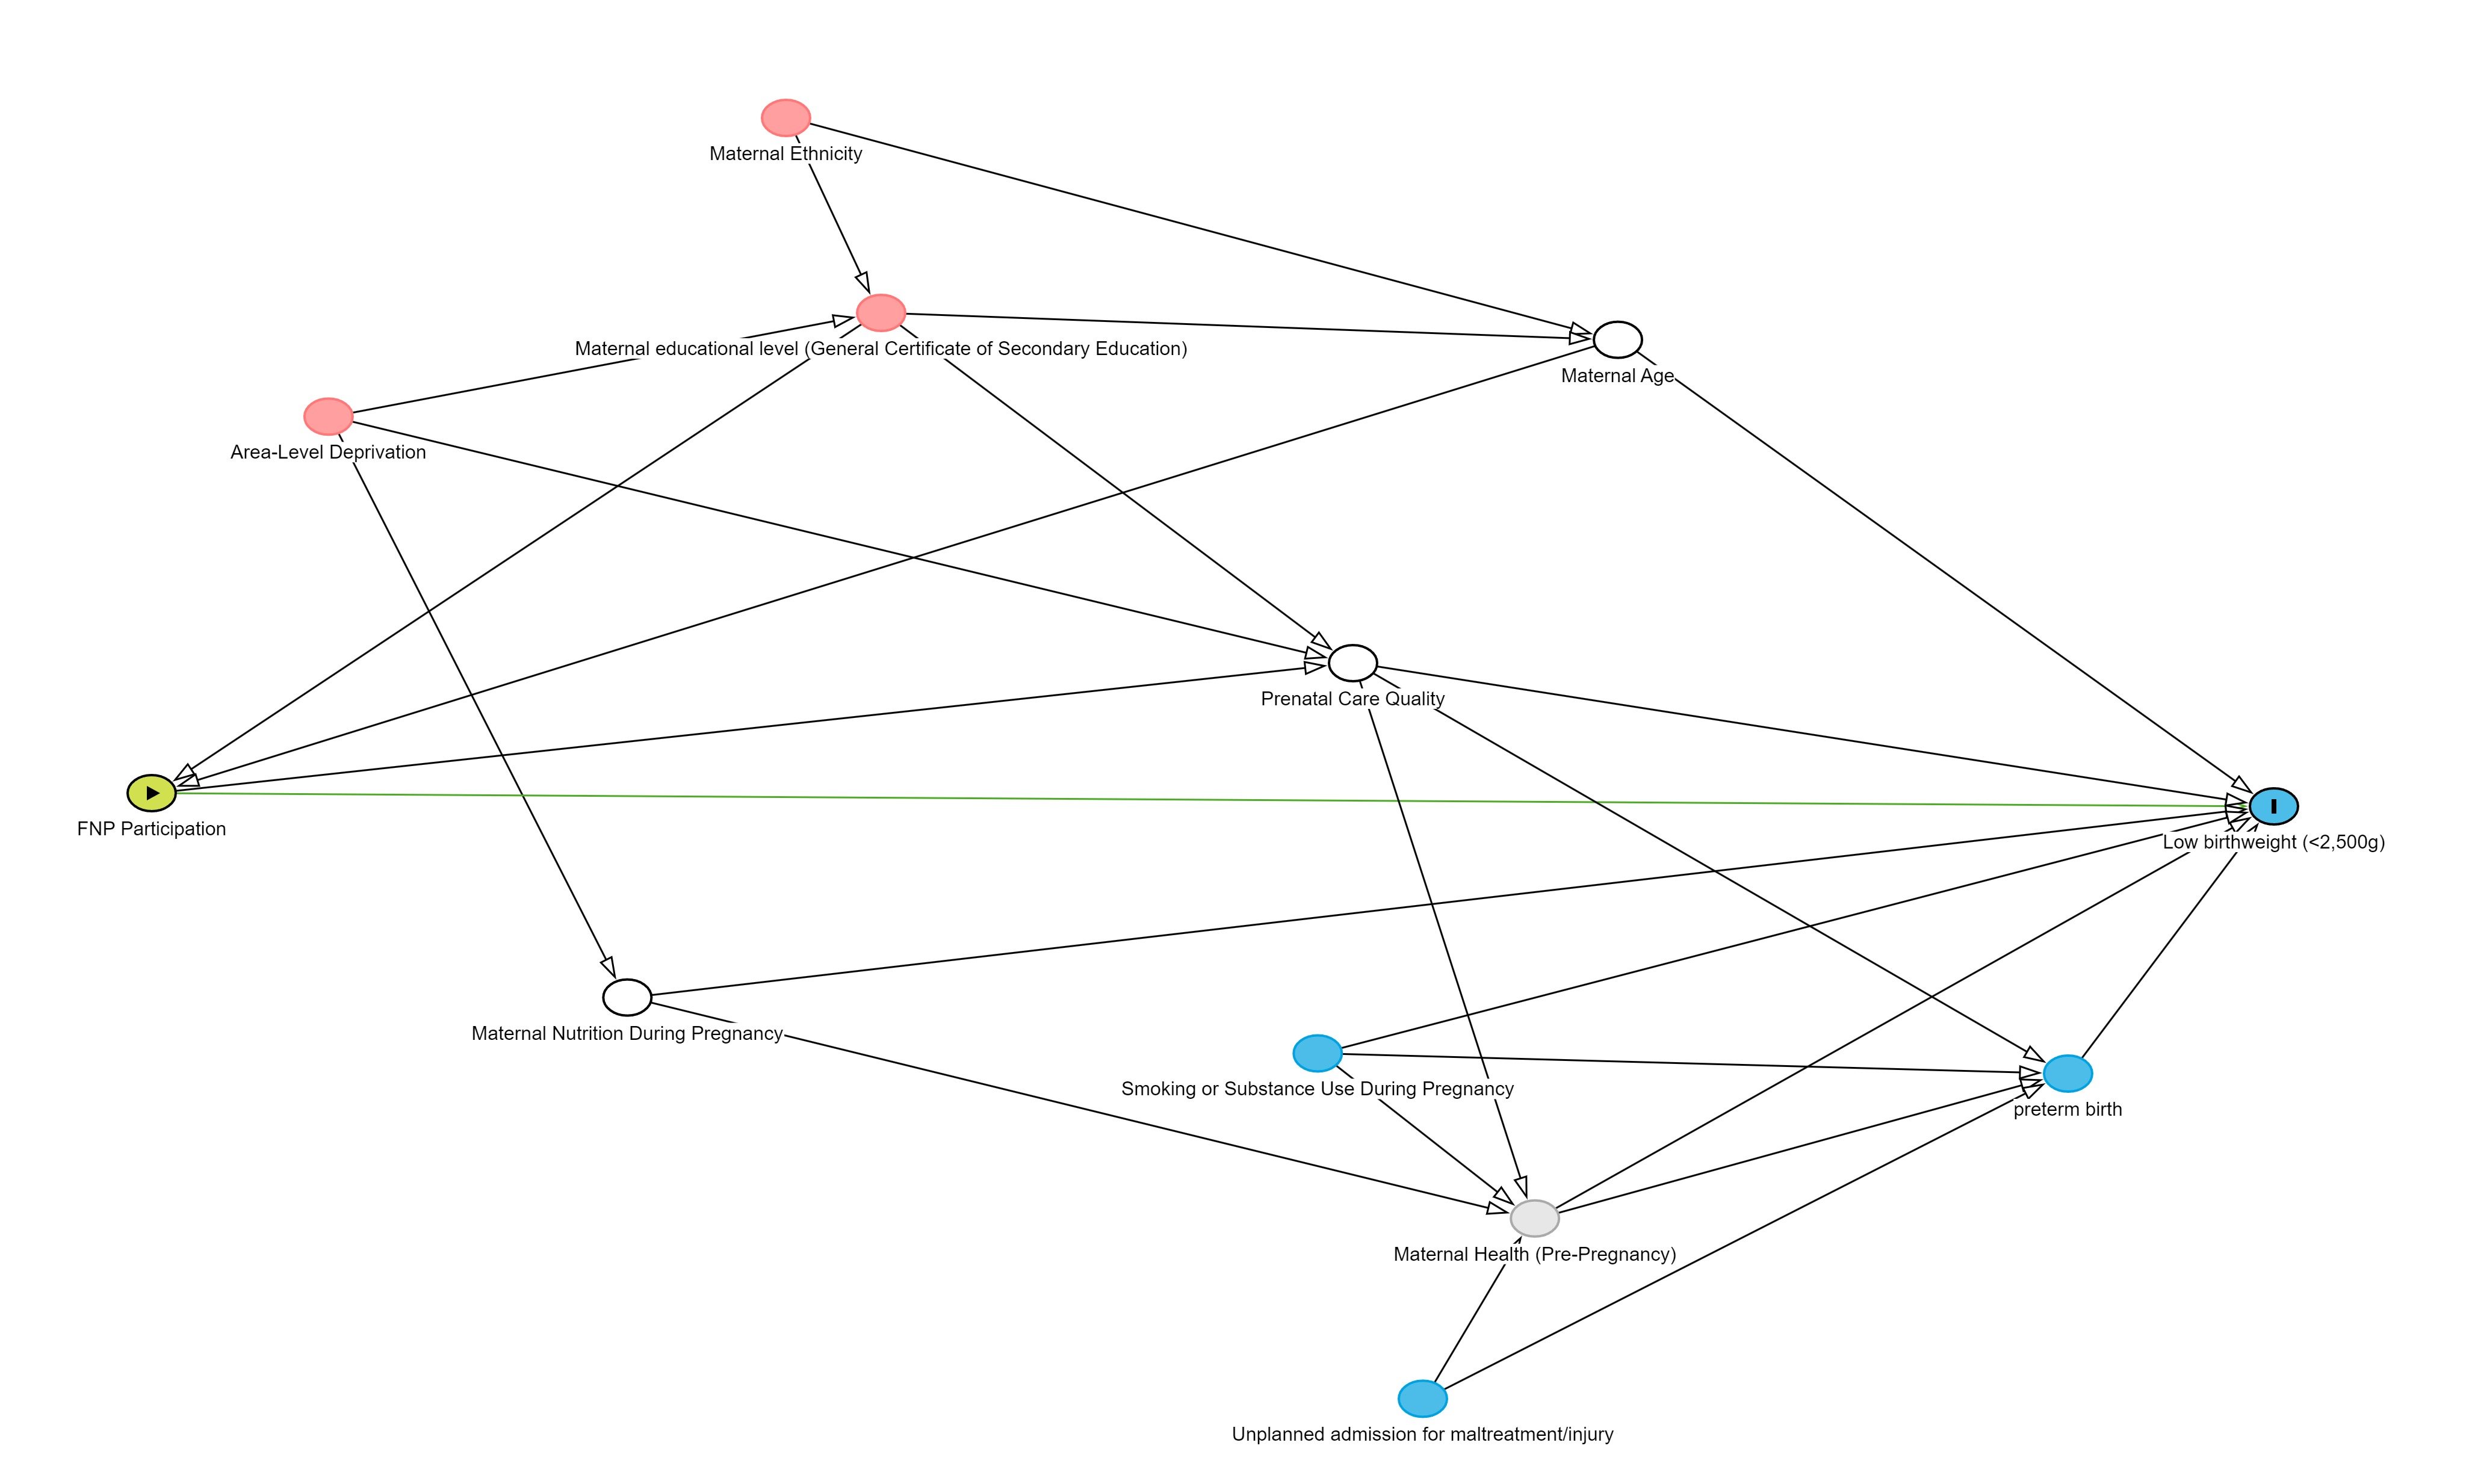 Maternal Ethnicity
Maternal educational level (General Certificate of Secondary Education)
Maternal Age
Area-Level Deprivation
Prenatal Care Quality
FNP Participation
Low birthweight (<2,500g)
Maternal Nutrition During Pregnancy
Smoking or Substance Use During Pregnancy
preterm birth
Maternal Health (Pre-Pregnancy)
Unplanned admission for maltreatment/injury